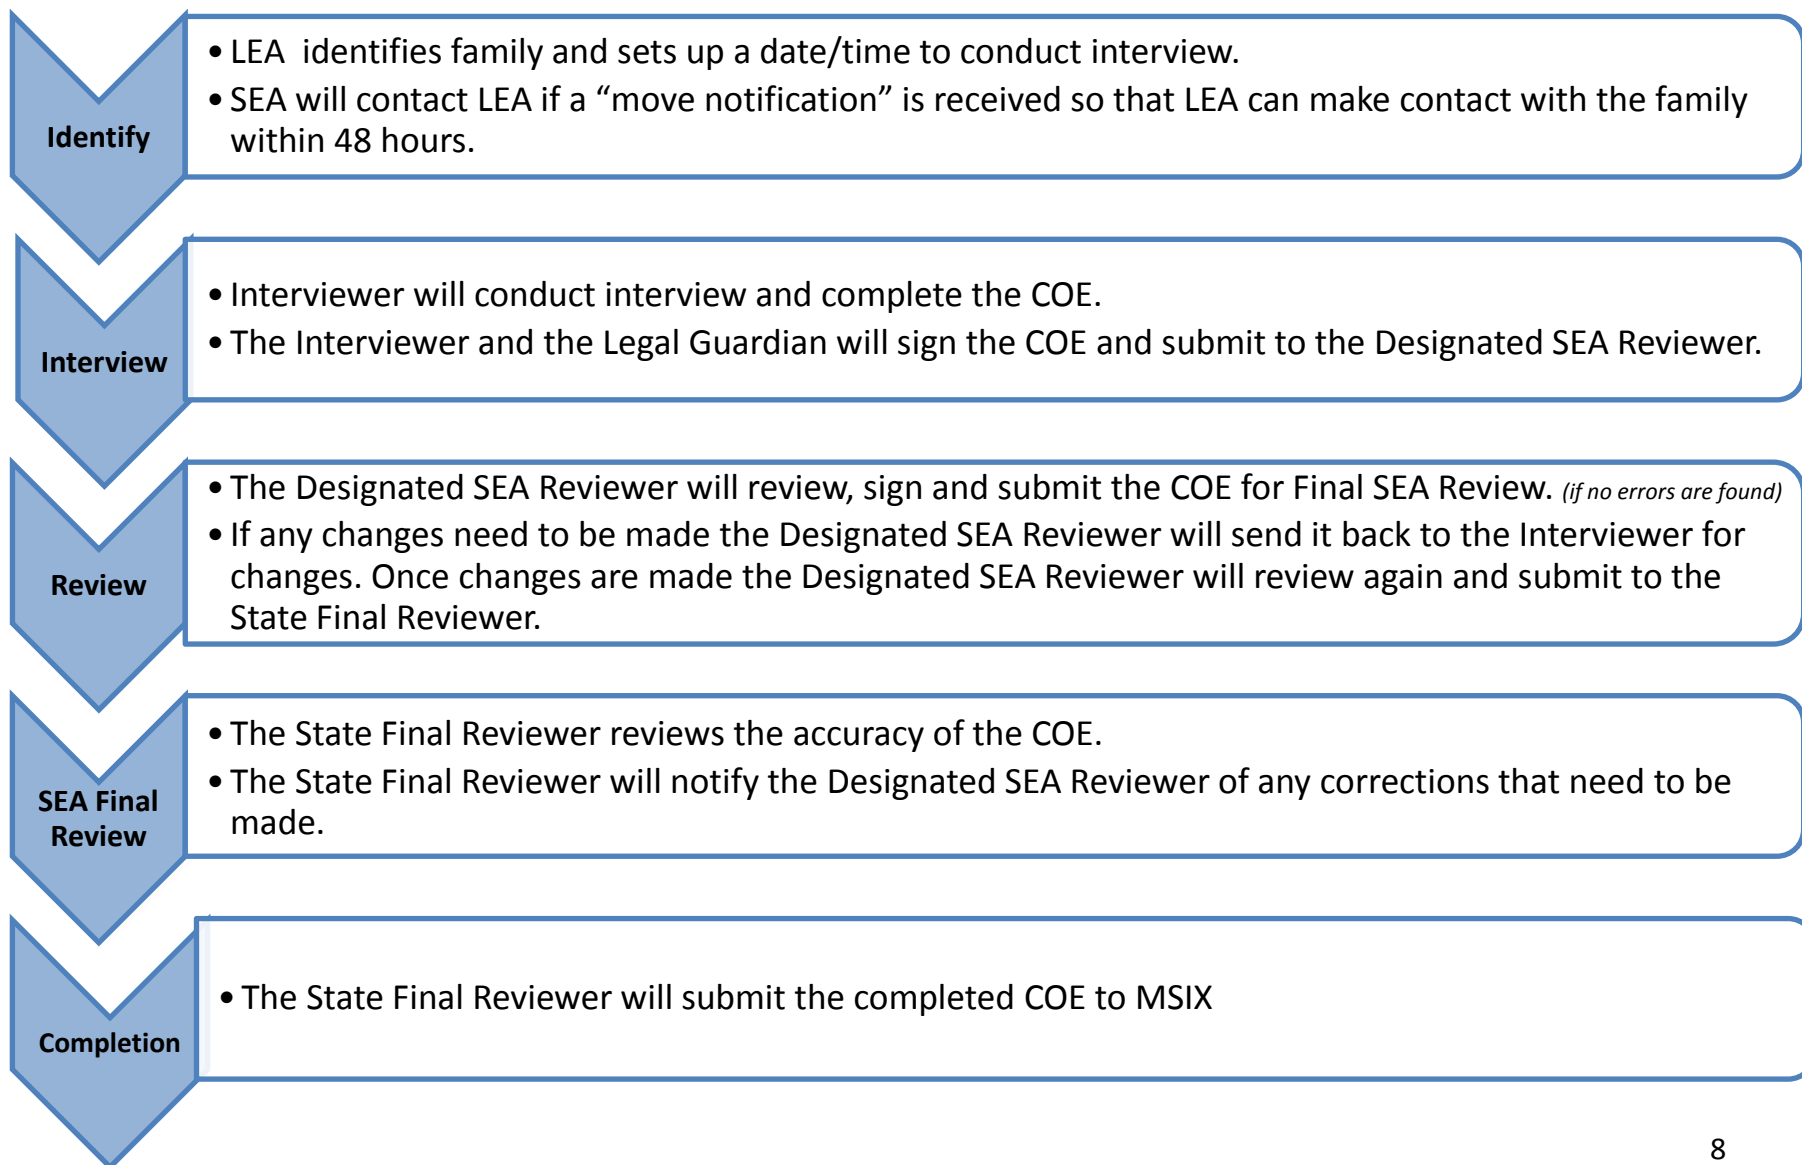 Identify
• LEA  identifies family and sets up a date/time to conduct interview.
• SEA will contact LEA if a “move notification” is received so that LEA can make contact with the family
within 48 hours.
Interview
• Interviewer will conduct interview and complete the COE.
• The Interviewer and the Legal Guardian will sign the COE and submit to the Designated SEA Reviewer.
Review
• The Designated SEA Reviewer will review, sign and submit the COE for Final SEA Review. (if no errors are found)
• If any changes need to be made the Designated SEA Reviewer will send it back to the Interviewer for
changes. Once changes are made the Designated SEA Reviewer will review again and submit to the
State Final Reviewer.
SEA Final
Review
• The State Final Reviewer reviews the accuracy of the COE.
• The State Final Reviewer will notify the Designated SEA Reviewer of any corrections that need to be
made.
Completion
• The State Final Reviewer will submit the completed COE to MSIX
8